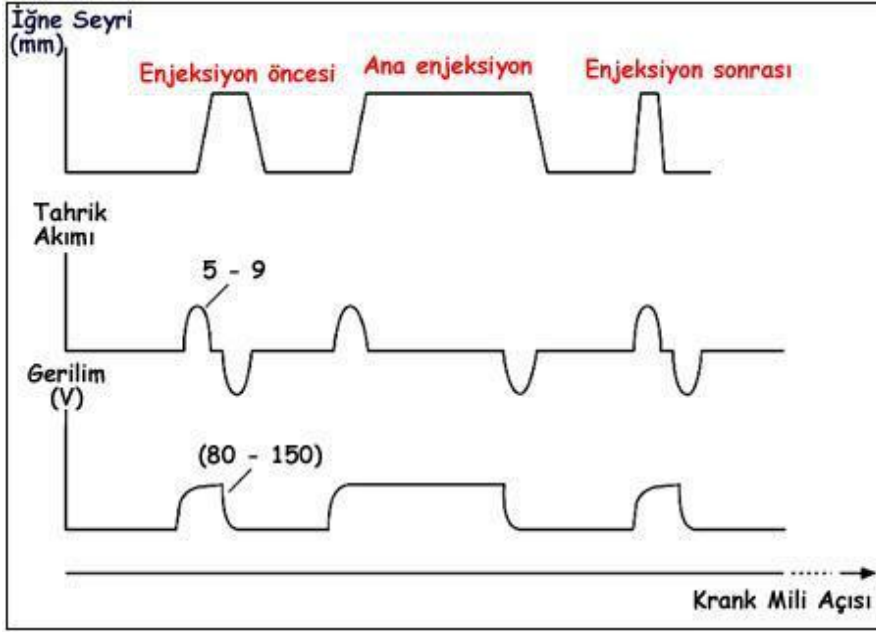 İğne Seyri
(mm)
Enjeksiyon öncesi
Ana enjeksiyon
Enjeksiyon sonrası
Tahrik
Akımı
5 - 9
Gerilim
(V)
(80 - 150)
Krank Mili Açısı